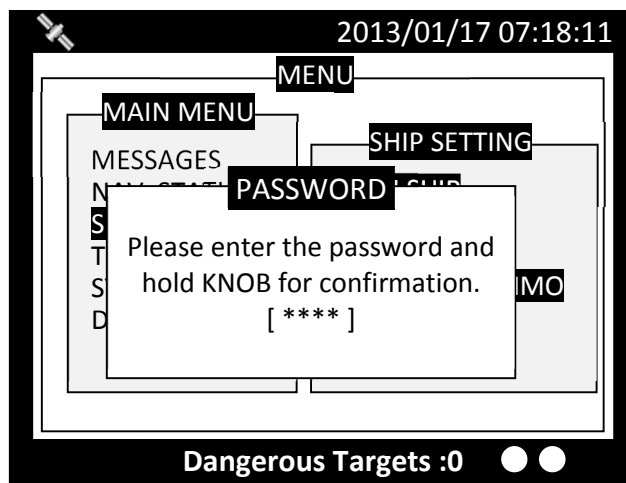 2013/01/17 07:18:11
MENU
MAIN MENU
SHIP SETTING
MESSAGES
PASSWORD
Please enter the password and
hold KNOB for confirmation.
[ **** ]
IMO
Dangerous Targets :0